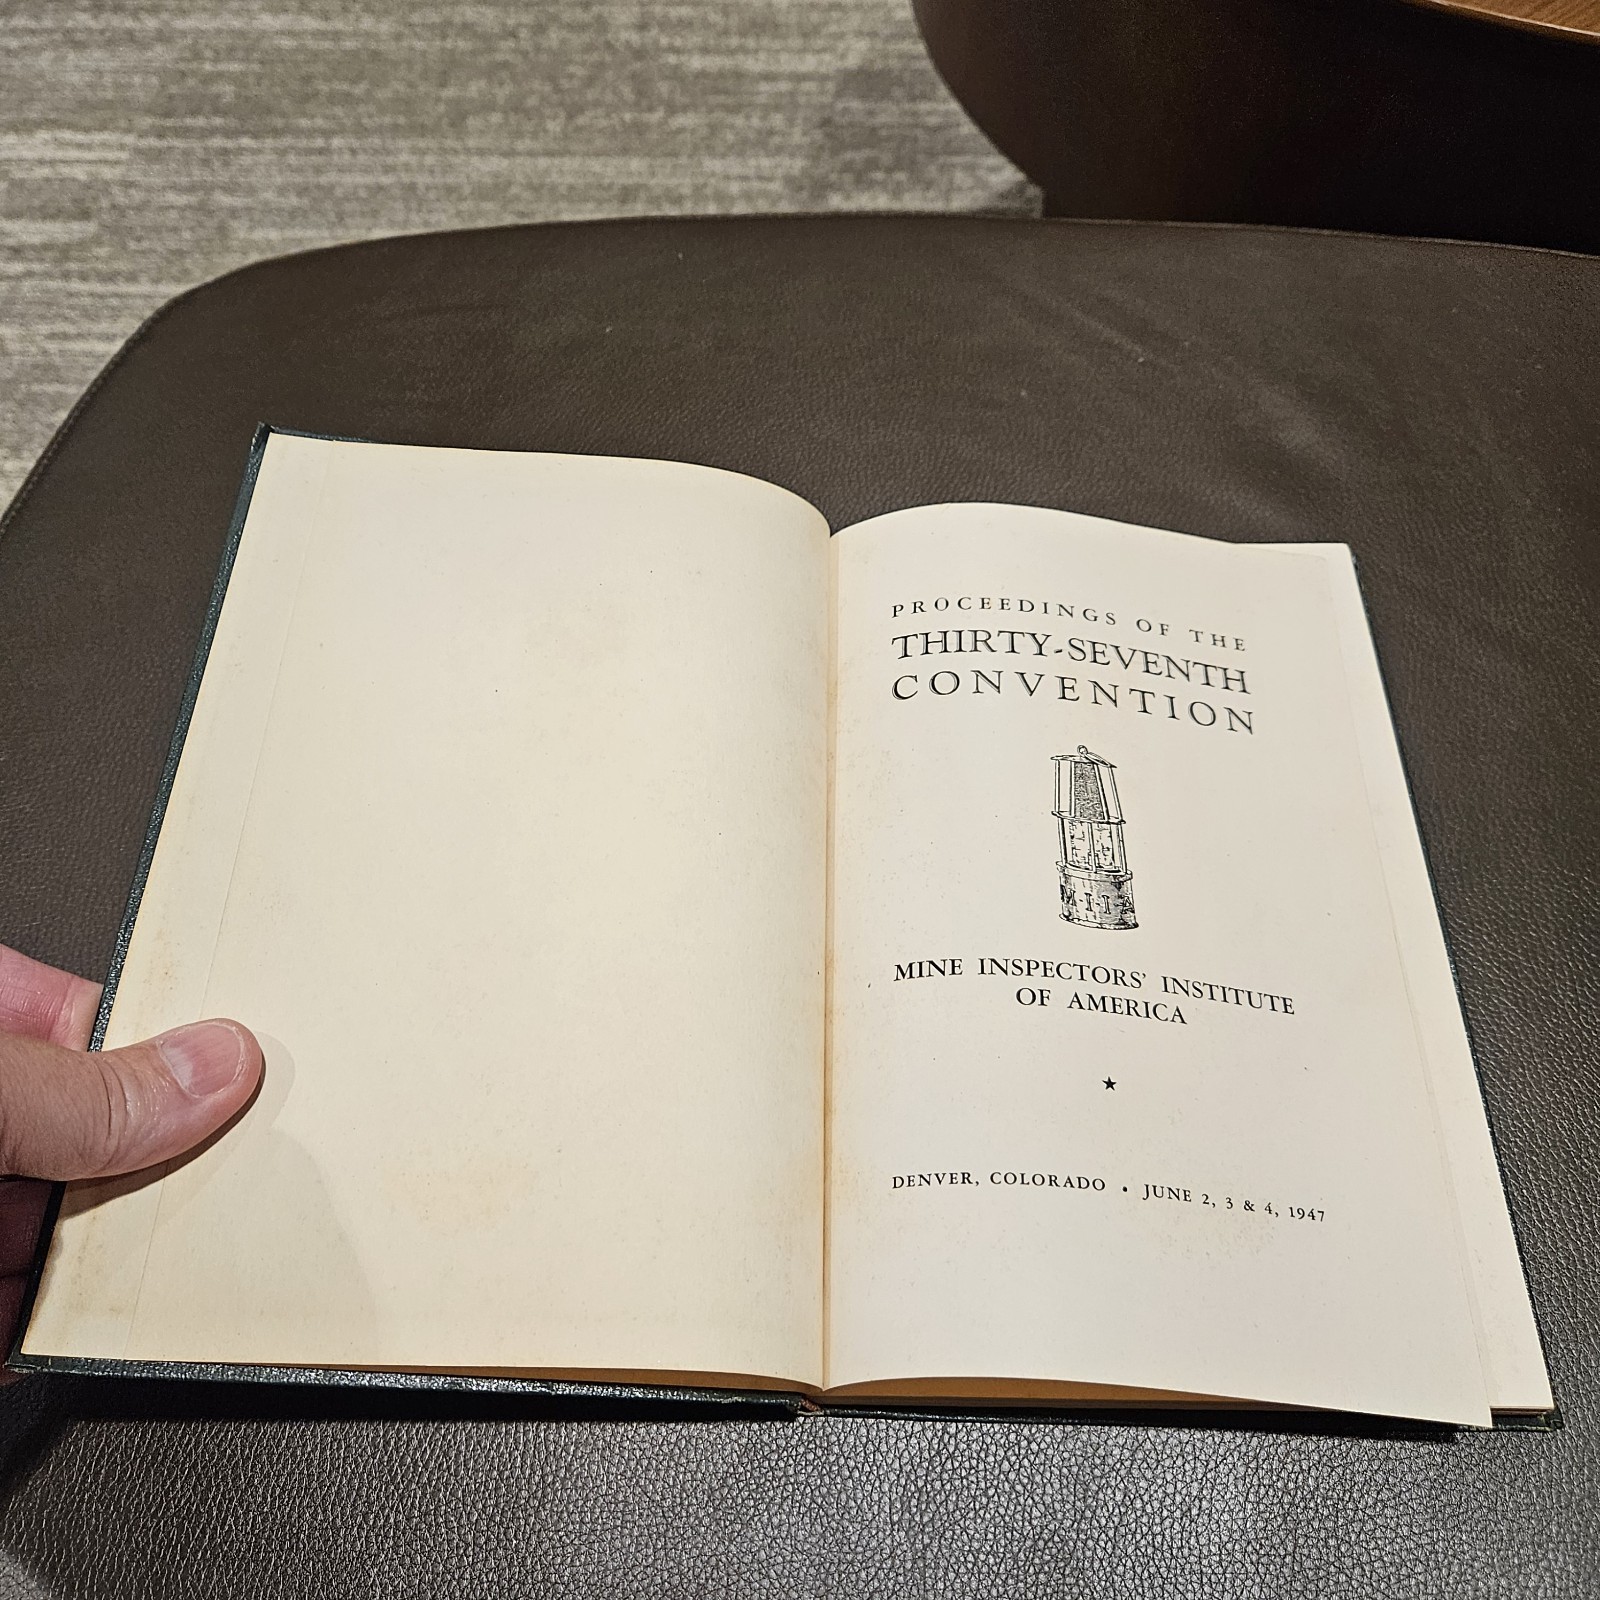 PROCEEDINGS OF THE
THIRTY-SEVENTH
CONVENTION
M·I·I·A
MINE INSPECTORS' INSTITUTE
OF AMERICA
DENVER, COLORADO • JUNE 2, 3 & 4, 1947